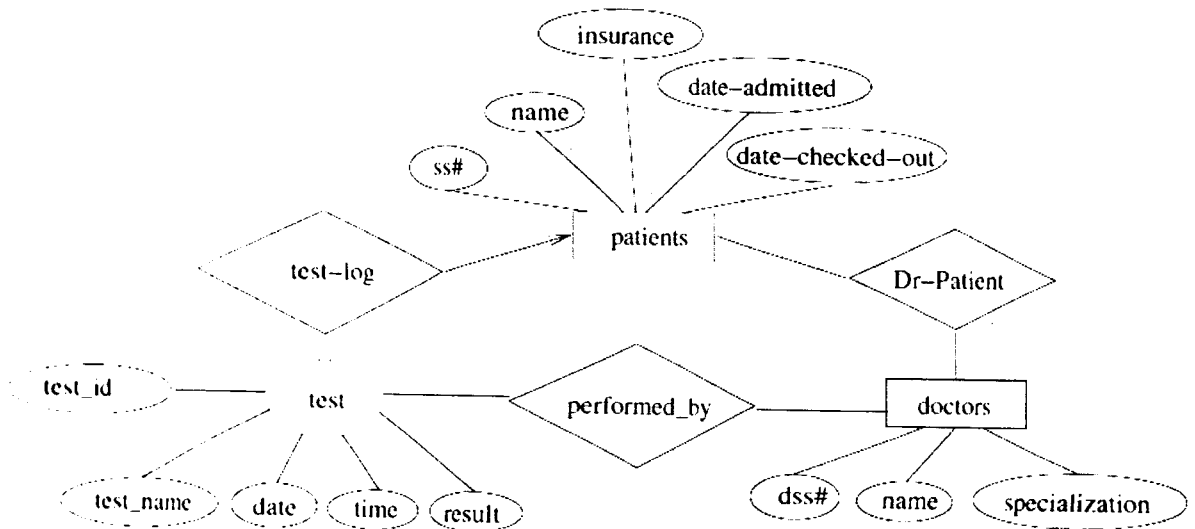 insurance
date-admitted
name
date-checked-out
ss#
patients
test-log
Dr-Patient
test_id
test
performed_by
doctors
test_name
date
time
result
dss#
name
specialization